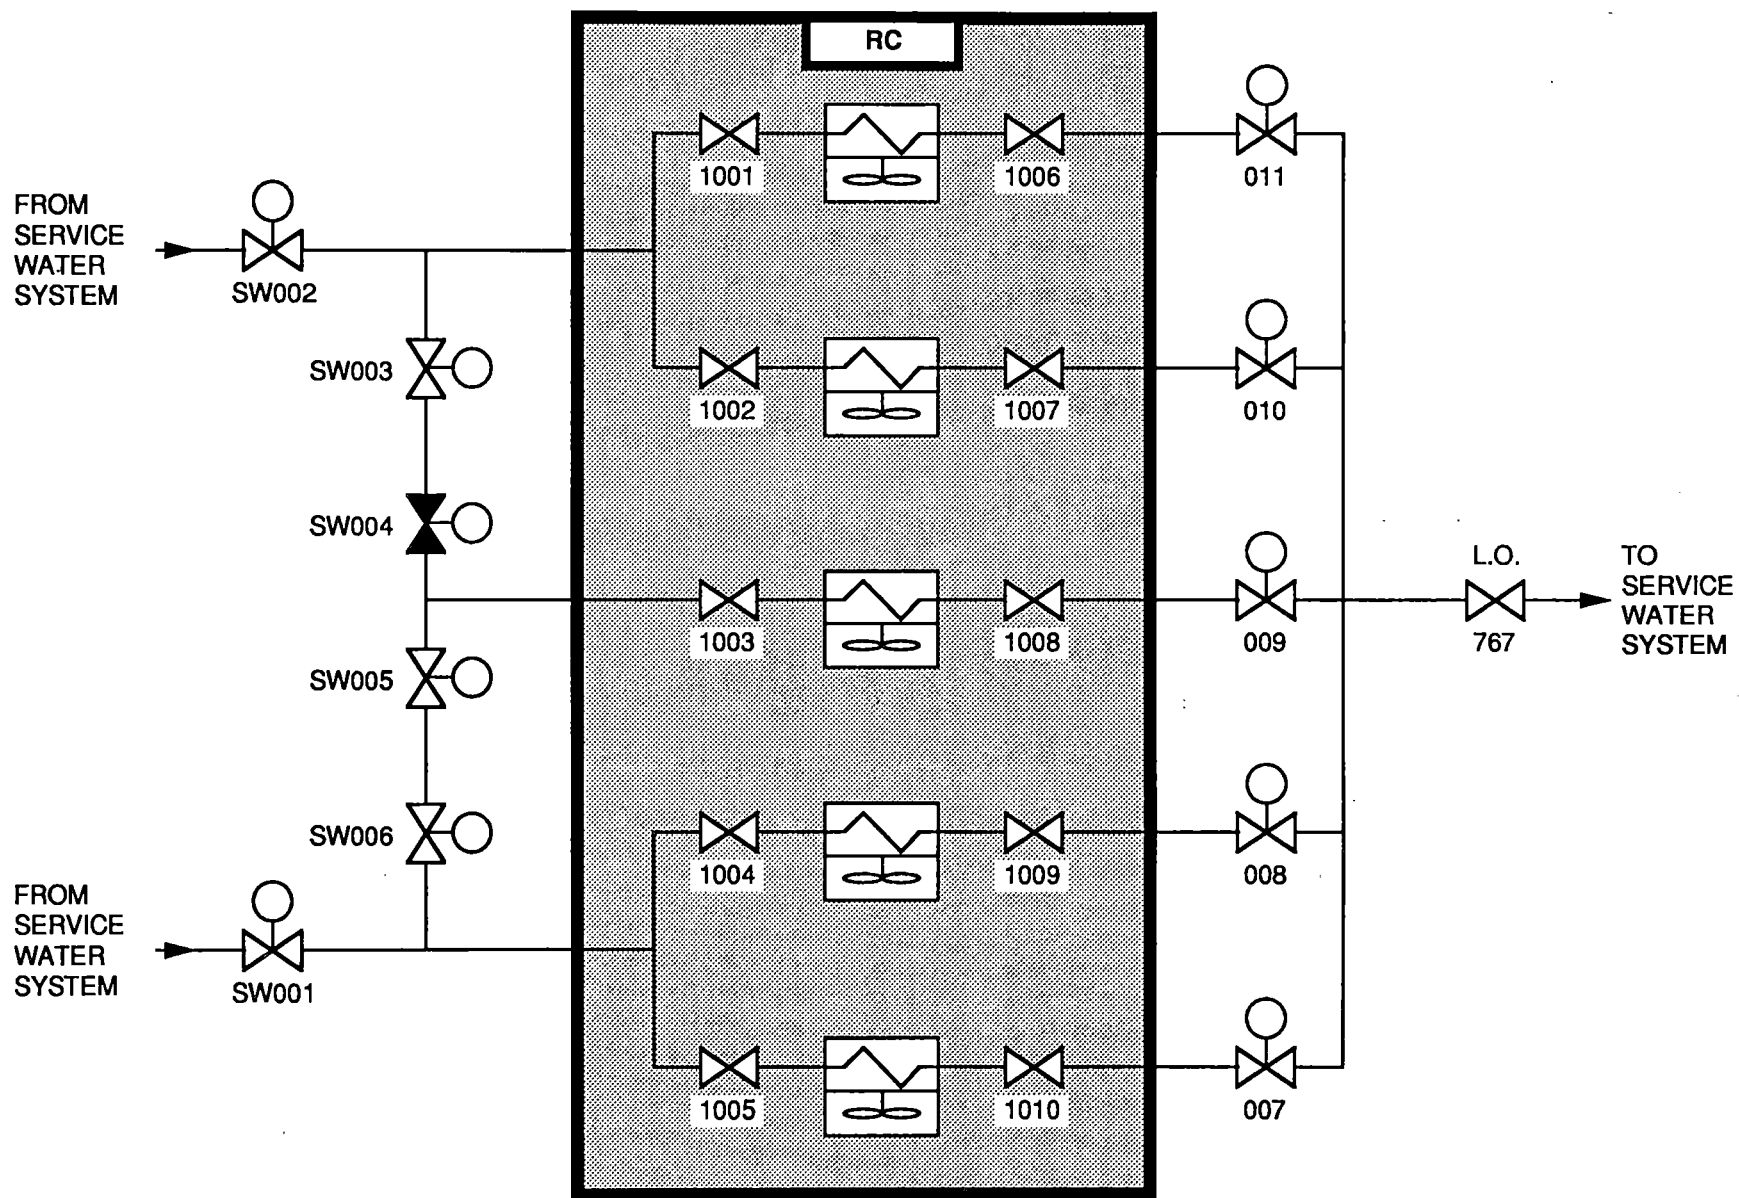 RC
1001
1006
011
FROM
SERVICE
WATER
SYSTEM
SW002
SW003
1002
1007
010
SW004
L.O.
TO
SERVICE
WATER
SYSTEM
1003
1008
009
767
SW005
SW006
1004
1009
008
FROM
SERVICE
WATER
SYSTEM
SW001
1005
1010
007